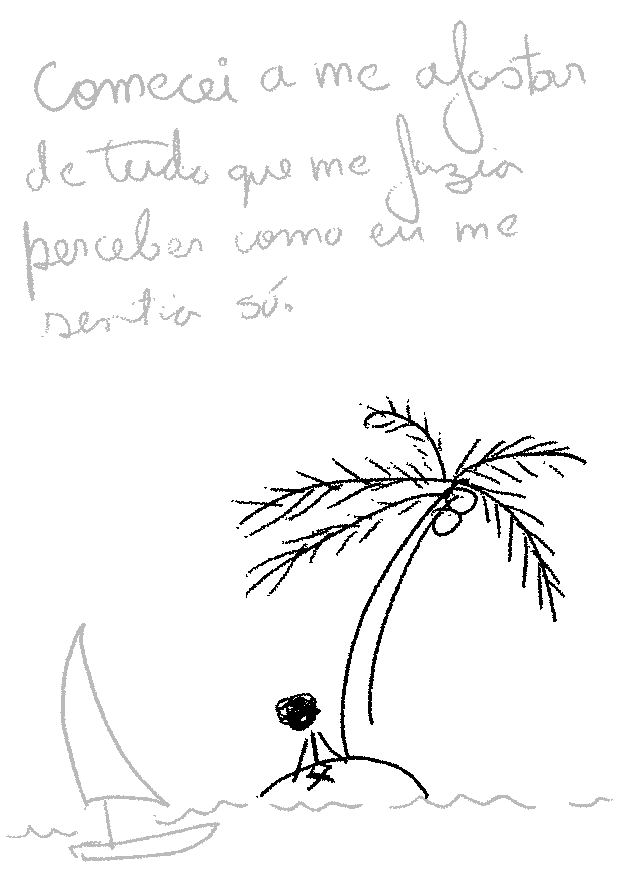 Comecei a me afastar
de tudo que me fazia
perceber como eu me
sentia só.